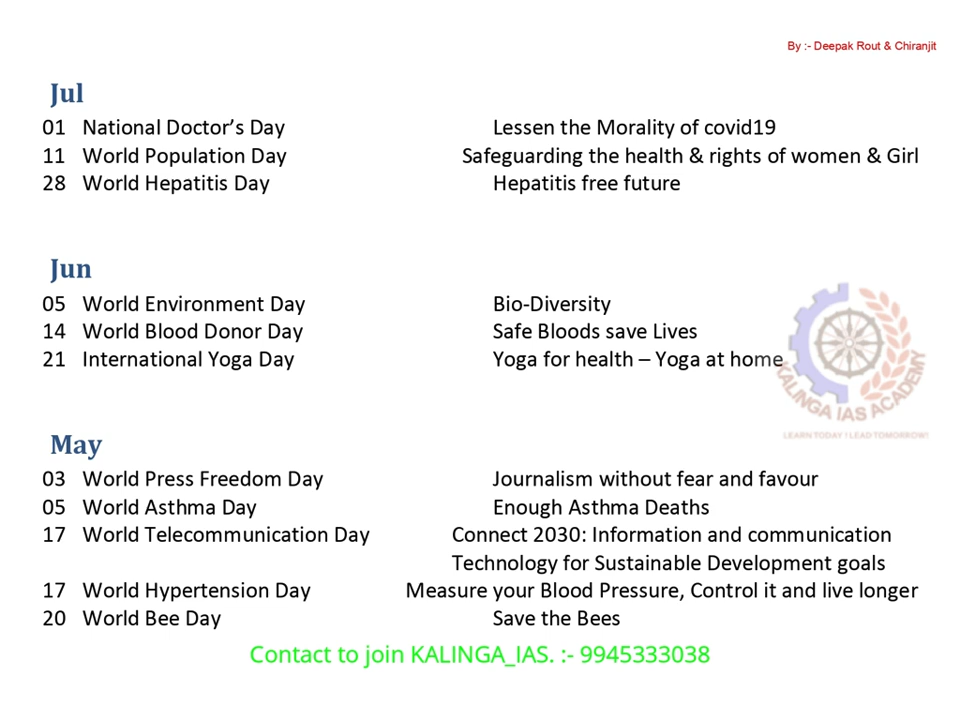 By :- Deepak Rout & Chiranjit
Jul
01 National Doctor’s Day Lessen the Morality of covid19
11 World Population Day Safeguarding the health & rights of women & Girl
28 World Hepatitis Day Hepatitis free future
Jun
05 World Environment Day Bio-Diversity
14 World Blood Donor Day Safe Bloods save Lives
21 International Yoga Day Yoga for health – Yoga at home
KALINGA IAS ACADEMY
LEARN TODAY ! LEAD TOMORROW!
May
03 World Press Freedom Day Journalism without fear and favour
05 World Asthma Day Enough Asthma Deaths
17 World Telecommunication Day Connect 2030: Information and communication
Technology for Sustainable Development goals
17 World Hypertension Day Measure your Blood Pressure, Control it and live longer
20 World Bee Day Save the Bees
Contact to join KALINGA_IAS. :- 9945333038